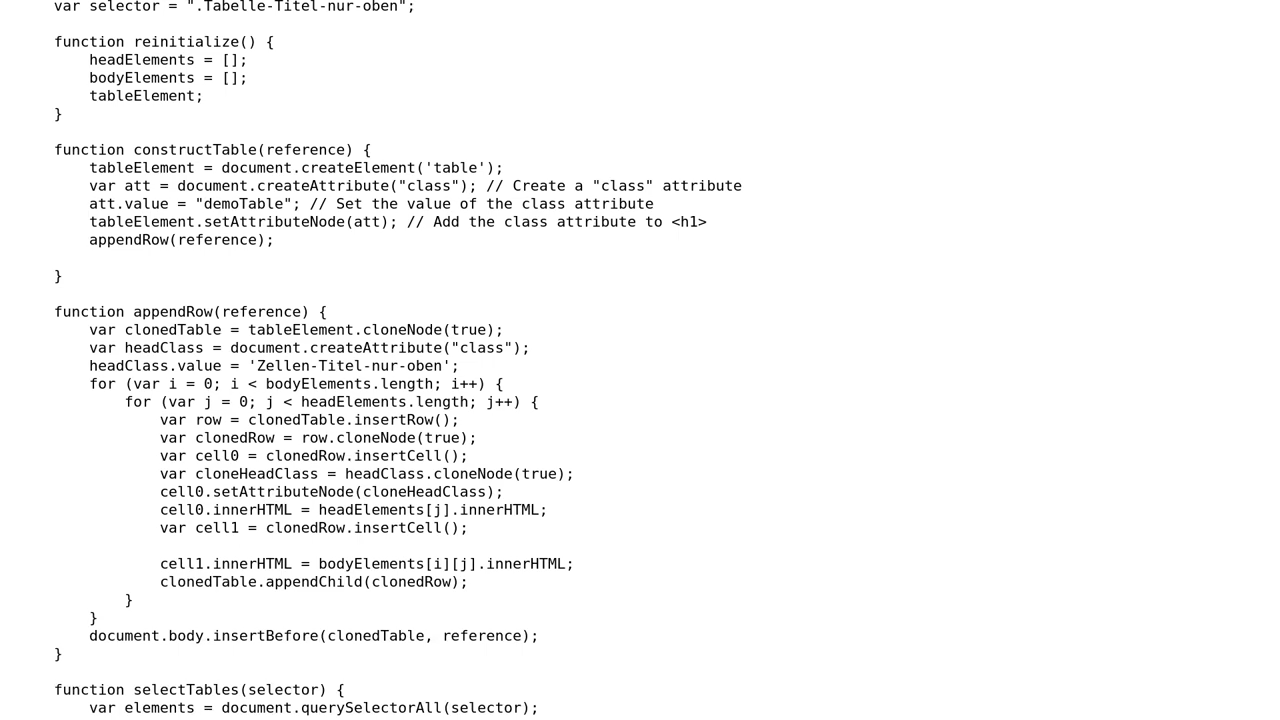 var selector = ".Tabelle-Titel-nur-oben";
function reinitialize() {
headElements = [];
bodyElements = [];
tableElement;
}
function constructTable(reference) {
tableElement = document.createElement('table');
var att = document.createAttribute("class"); // Create a "class" attribute
att.value = "demoTable"; // Set the value of the class attribute
tableElement.setAttributeNode(att); // Add the class attribute to <h1>
appendRow(reference);
}
function appendRow(reference) {
var clonedTable = tableElement.cloneNode(true);
var headClass = document.createAttribute("class");
headClass.value = 'Zellen-Titel-nur-oben';
for (var i = 0; i < bodyElements.length; i++) {
for (var j = 0; j < headElements.length; j++) {
var row = clonedTable.insertRow();
var clonedRow = row.cloneNode(true);
var cell0 = clonedRow.insertCell();
var cloneHeadClass = headClass.cloneNode(true);
cell0.setAttributeNode(cloneHeadClass);
cell0.innerHTML = headElements[j].innerHTML;
var cell1 = clonedRow.insertCell();
cell1.innerHTML = bodyElements[i][j].innerHTML;
clonedTable.appendChild(clonedRow);
}
}
document.body.insertBefore(clonedTable, reference);
}
function selectTables(selector) {
var elements = document.querySelectorAll(selector);